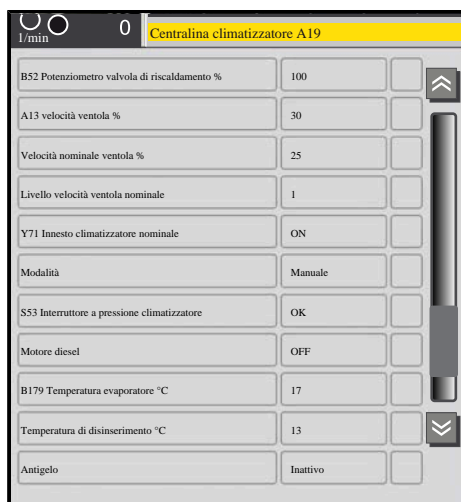 1/min 0 Centralina climatizzatore A19
B52 Potenziometro valvola di riscaldamento % 100
A13 velocità ventola % 30
Velocità nominale ventola % 25
Livello velocità ventola nominale 1
Y71 Innesto climatizzatore nominale ON
Modalità Manuale
S53 Interruttore a pressione climatizzatore OK
Motore diesel OFF
B179 Temperatura evaporatore °C 17
Temperatura di disinserimento °C 13
Antigelo Inattivo